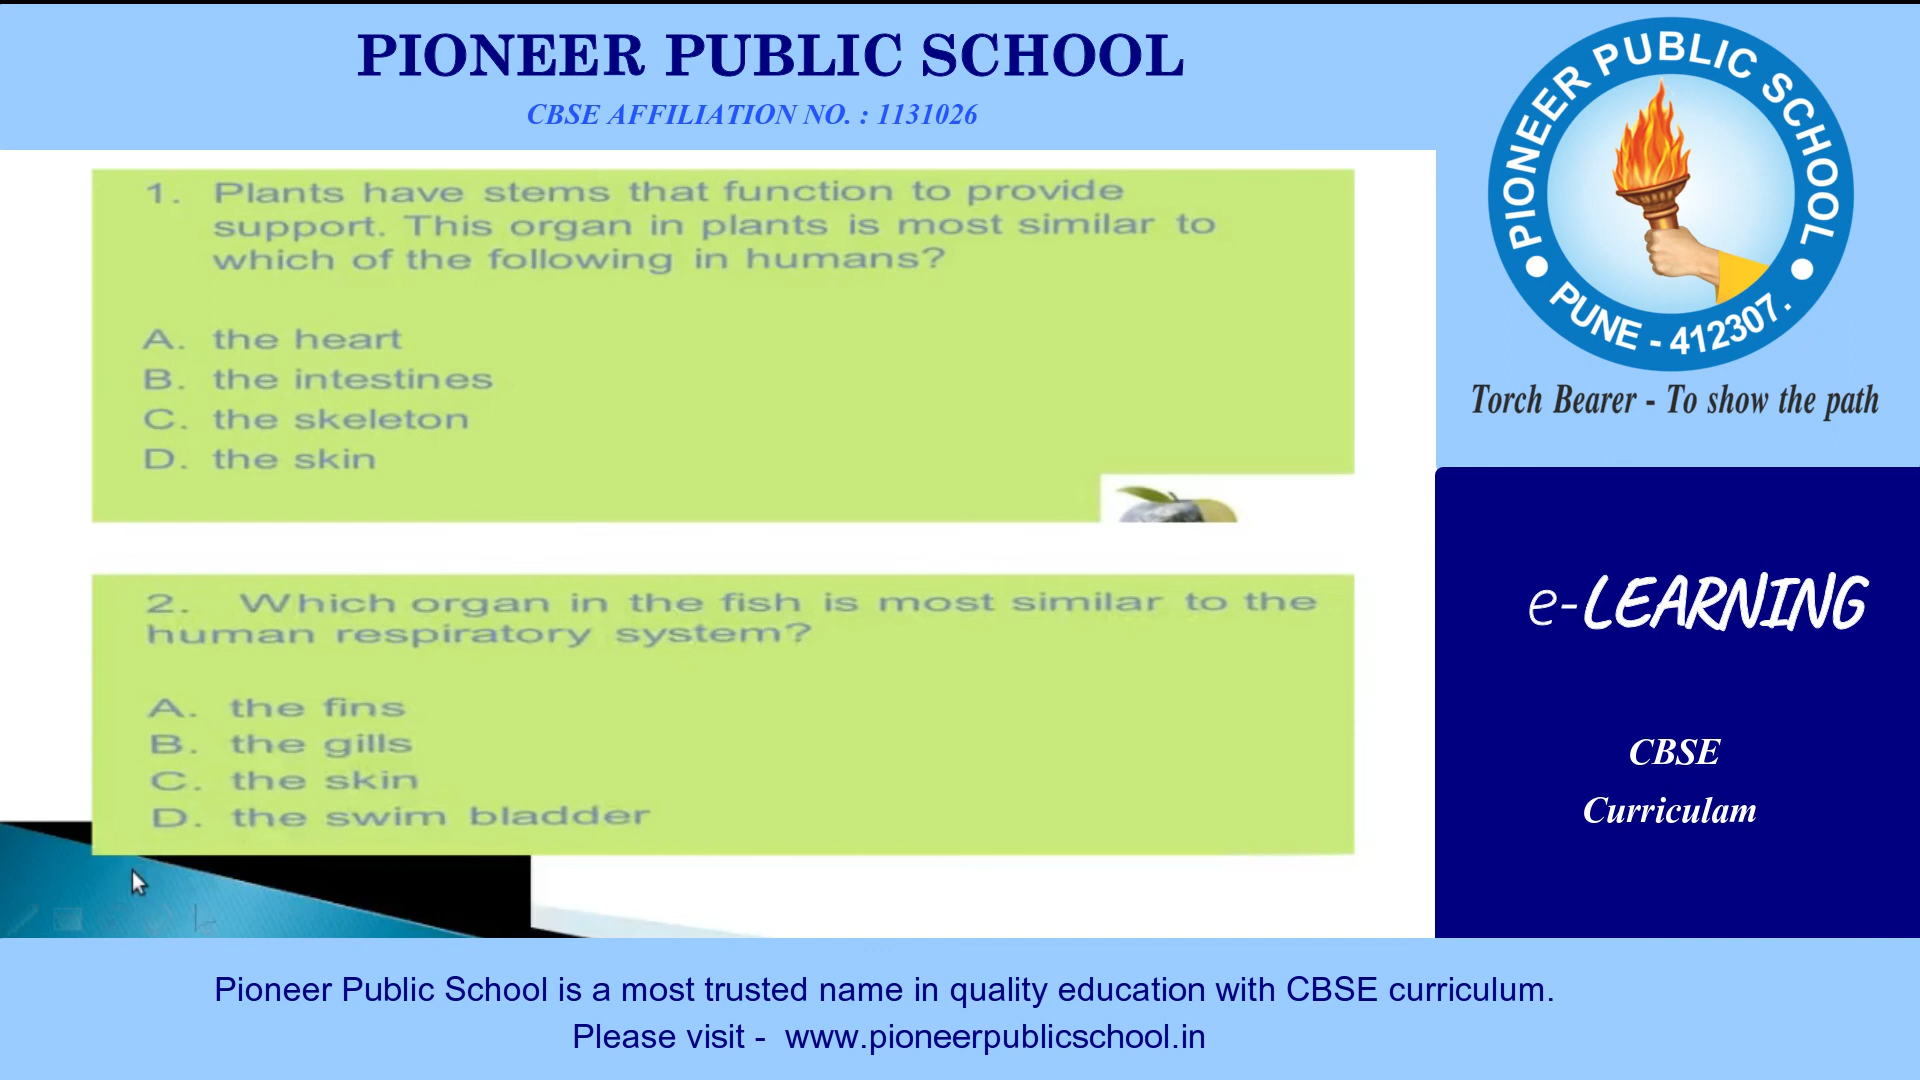 PIONEER PUBLIC SCHOOL
CBSE AFFILIATION NO. : 1131026
PIONEER PUBLIC SCHOOL
PUNE - 412307.
Torch Bearer - To show the path
1. Plants have stems that function to provide
support. This organ in plants is most similar to
which of the following in humans?
A. the heart
B. the intestines
C. the skeleton
D. the skin
2. Which organ in the fish is most similar to the
human respiratory system?
A. the fins
B. the gills
C. the skin
D. the swim bladder
e-LEARNING
CBSE
Curriculam
Pioneer Public School is a most trusted name in quality education with CBSE curriculum.
Please visit - www.pioneerpublicschool.in